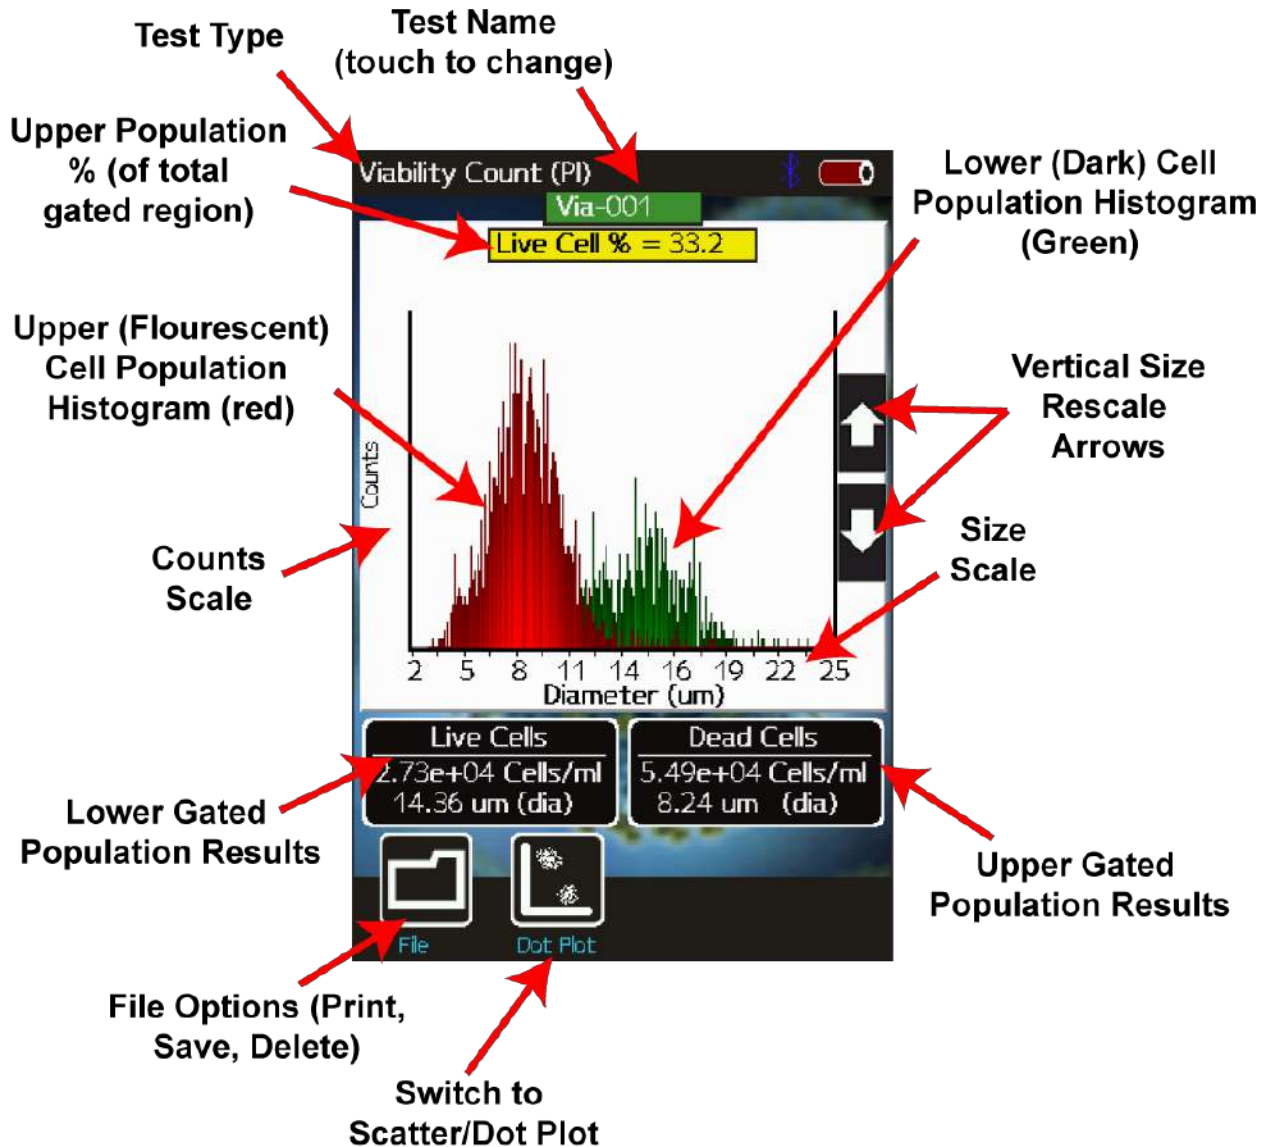 Test Type
Test Name
(touch to change)
Upper Population
% (of total
gated region)
Lower (Dark) Cell
Population Histogram
(Green)
Upper (Flourescent)
Cell Population
Histogram (red)
Vertical Size
Rescale
Arrows
Counts
Scale
Size
Scale
Viability Count (PI)
Via-001
Live Cell % = 33.2
Counts
2 5 8 11 14 16 19 22 25
Diameter (um)
Live Cells
2.73e+04 Cells/ml
14.36 um (dia)
Dead Cells
5.49e+04 Cells/ml
8.24 um (dia)
Lower Gated
Population Results
Upper Gated
Population Results
File
Dot Plot
File Options (Print,
Save, Delete)
Switch to
Scatter/Dot Plot